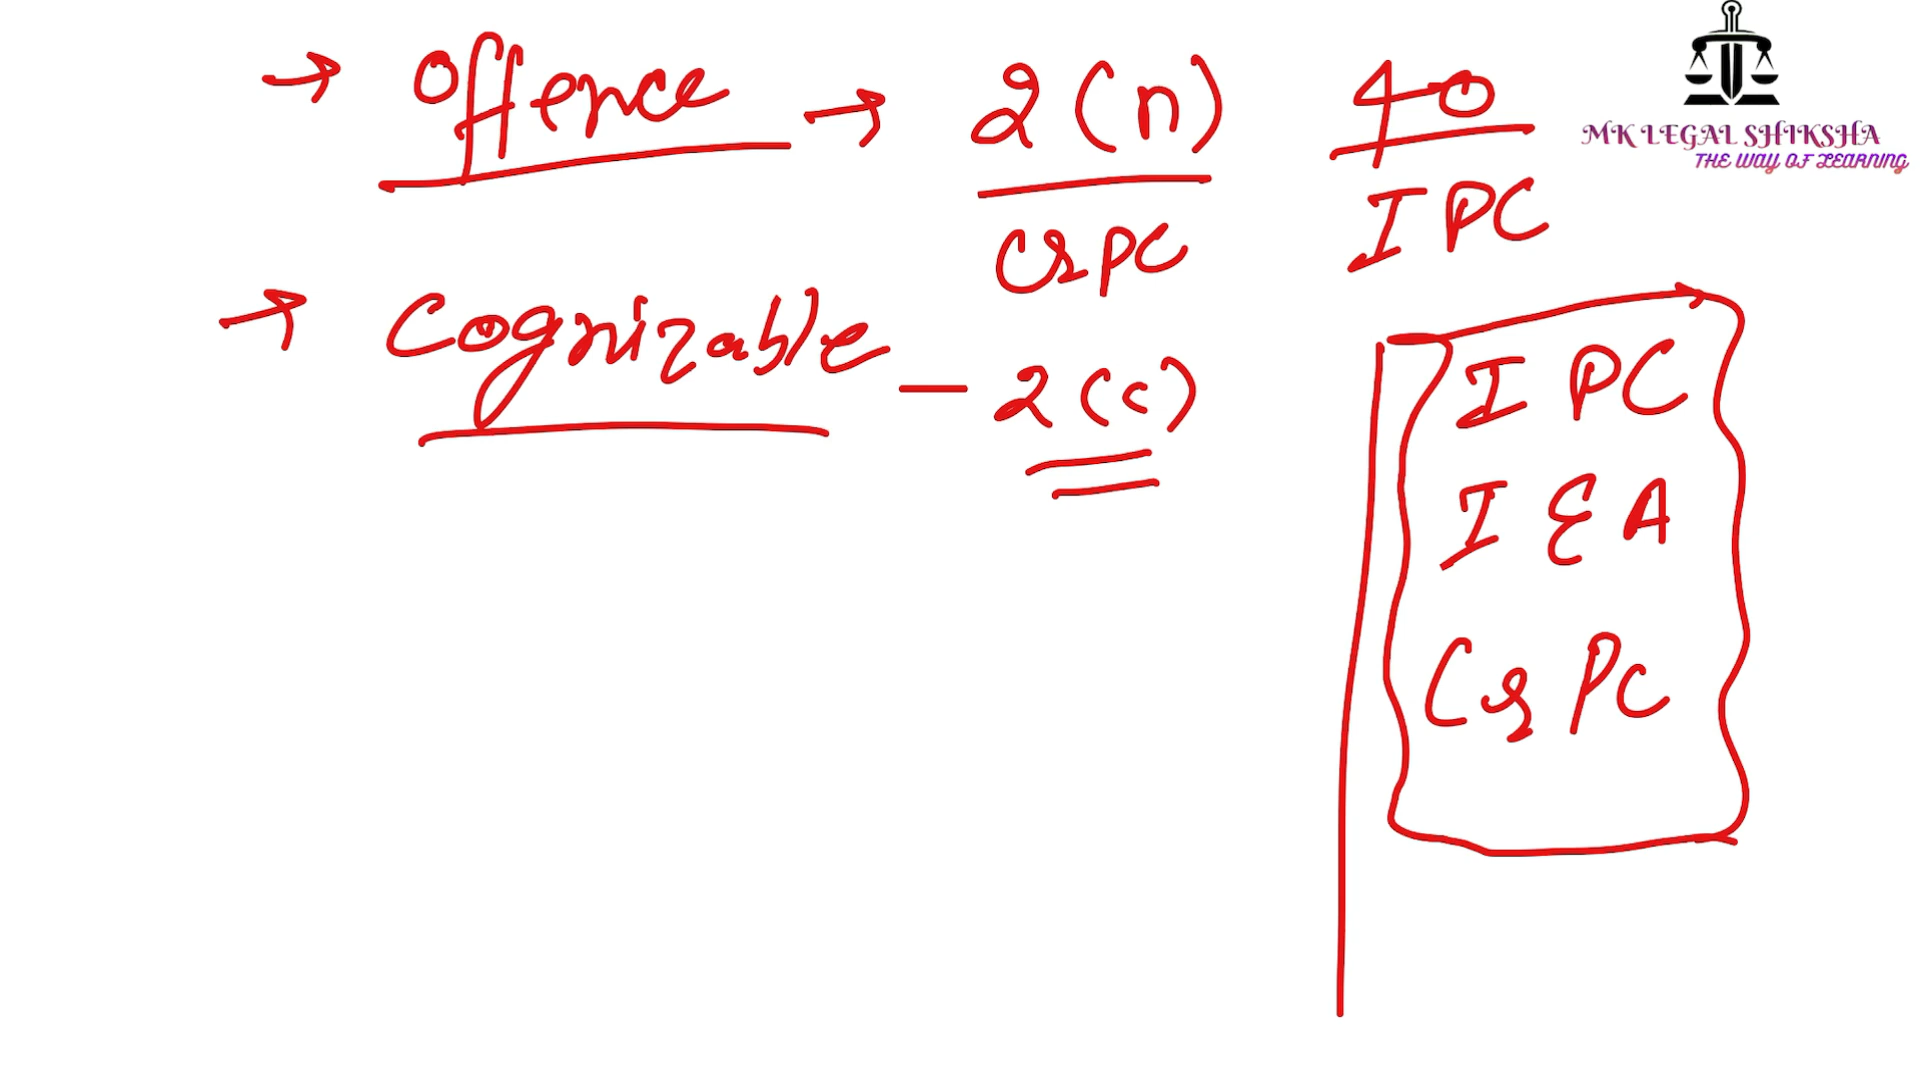 → Offence → 2(n) 40
MK LEGAL SHIKSHA
THE WAY OF LEARNING
CrPC IPC
→ Cognizable – 2(c)
IPC
IEA
CrPC